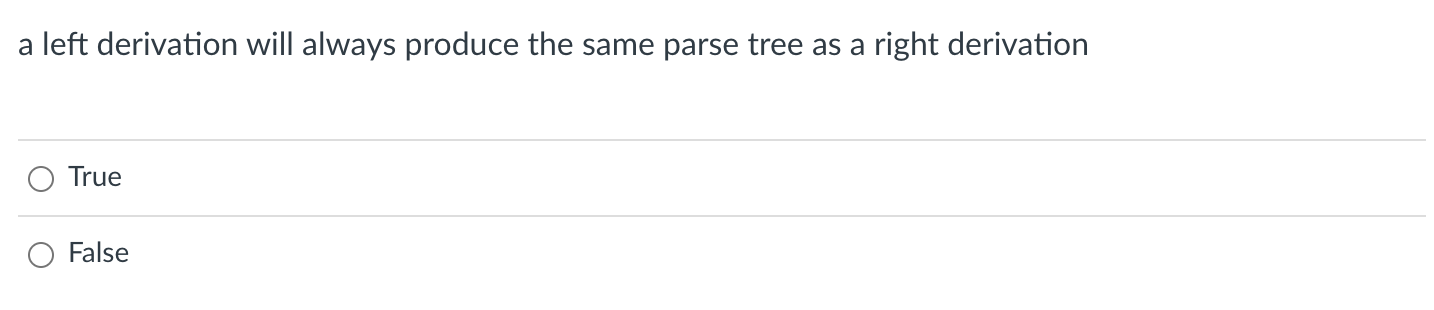 a left derivation will always produce the same parse tree as a right derivation
True
False